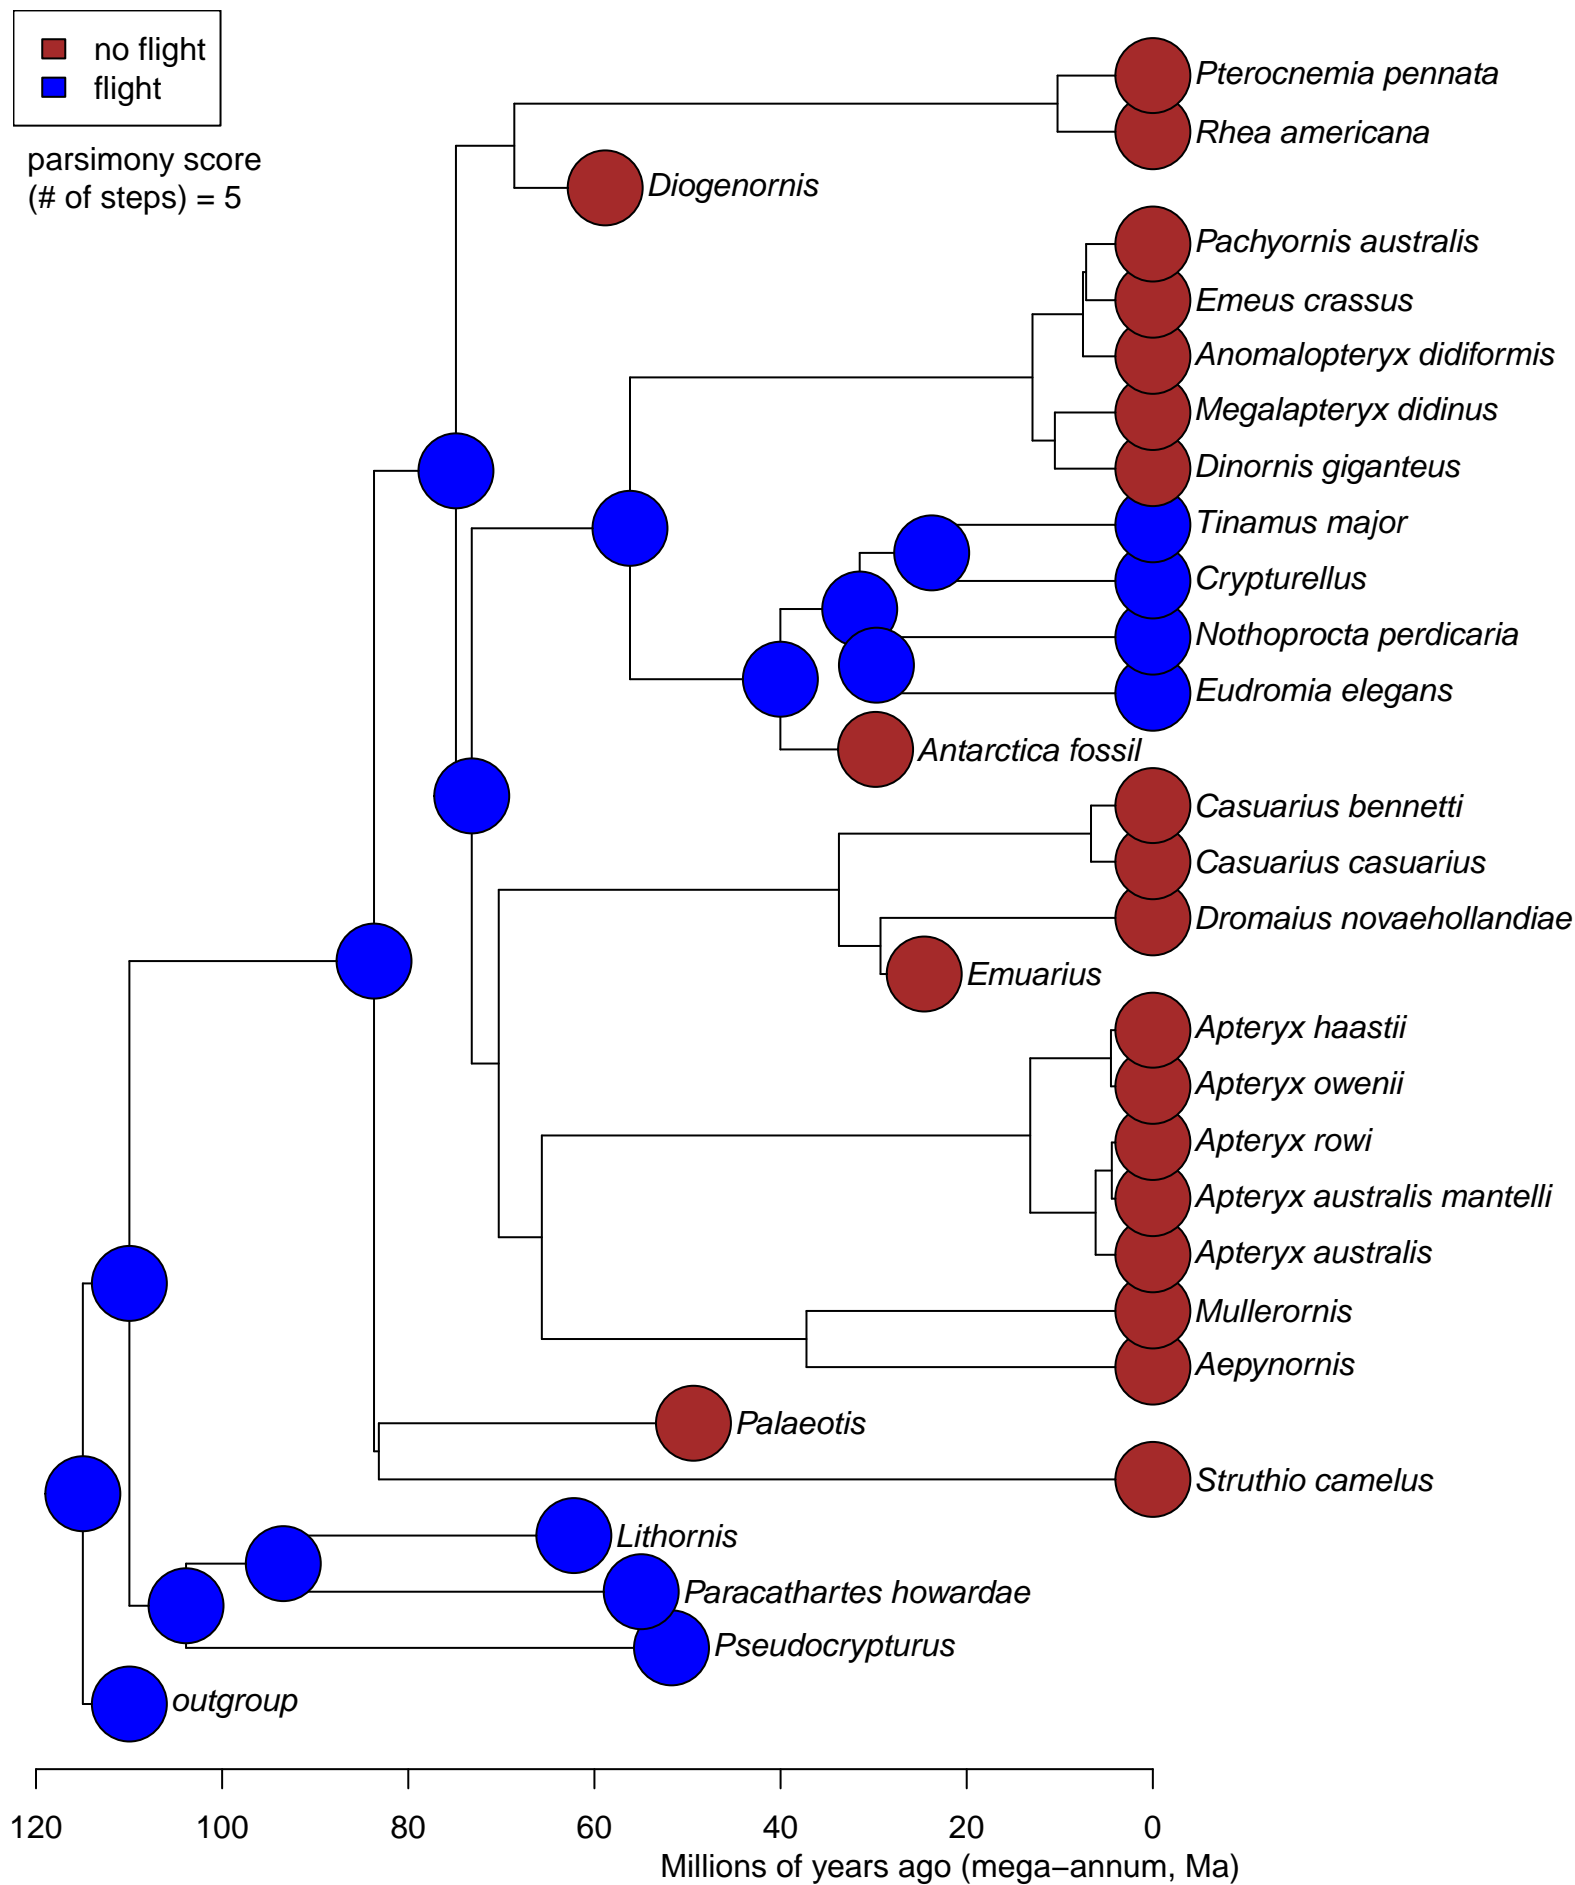 no flight
flight
parsimony score
(# of steps) = 5
Pterocnemia pennata
Rhea americana
Diogenornis
Pachyornis australis
Emeus crassus
Anomalopteryx didiformis
Megalapteryx didinus
Dinornis giganteus
Tinamus major
Crypturellus
Nothoprocta perdicaria
Eudromia elegans
Antarctica fossil
Casuarius bennetti
Casuarius casuarius
Dromaius novaehollandiae
Emuarius
Apteryx haastii
Apteryx owenii
Apteryx rowi
Apteryx australis mantelli
Apteryx australis
Mullerornis
Aepynornis
Palaeotis
Struthio camelus
Lithornis
Paracathartes howardae
Pseudocrypturus
outgroup
120 100 80 60 40 20 0
Millions of years ago (mega−annum, Ma)